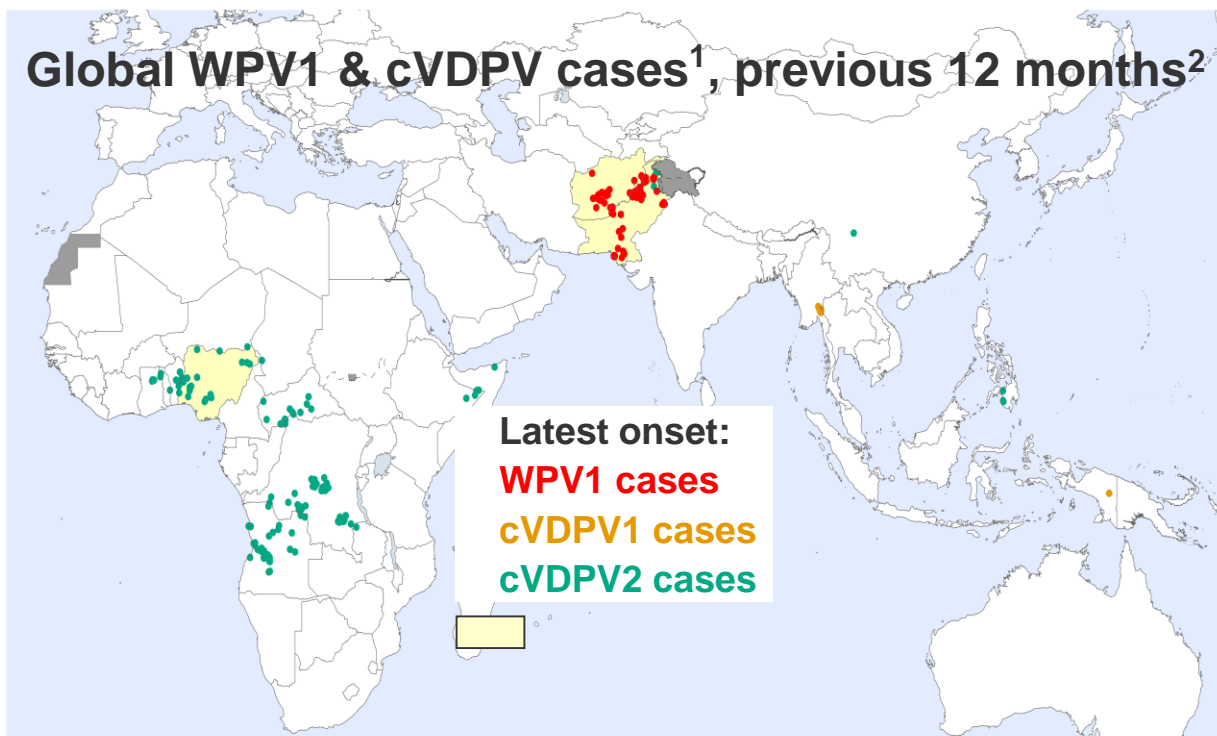 Global WPV1 & cVDPV cases¹, previous 12 months²
Latest onset:
WPV1 cases
cVDPV1 cases
cVDPV2 cases